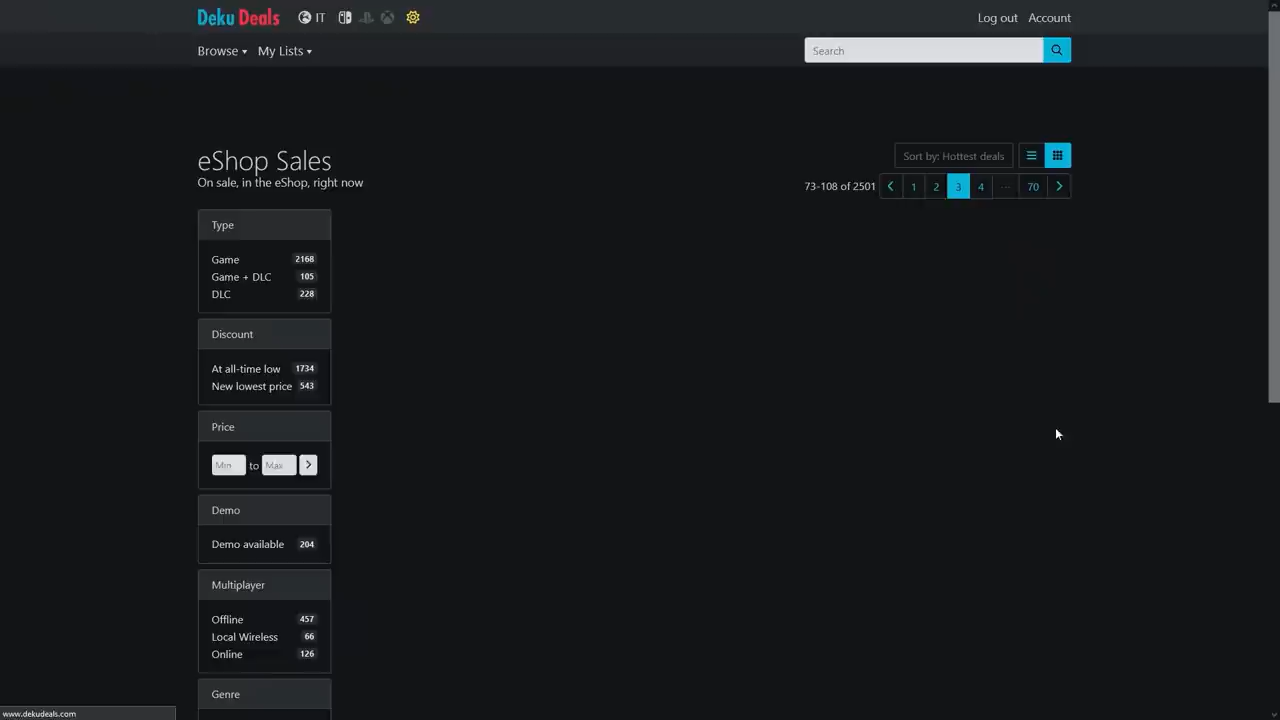 Deku Deals IT Log out Account
Browse My Lists Search
eShop Sales
On sale, in the eShop, right now
Sort by: Hottest deals
73-108 of 2501 1 2 3 4 ... 70
Type
Game 2168
Game + DLC 105
DLC 228
Discount
At all-time low 1734
New lowest price 543
Price
Min to Max
Demo
Demo available 204
Multiplayer
Offline 457
Local Wireless 66
Online 126
Genre
www.dekudeals.com